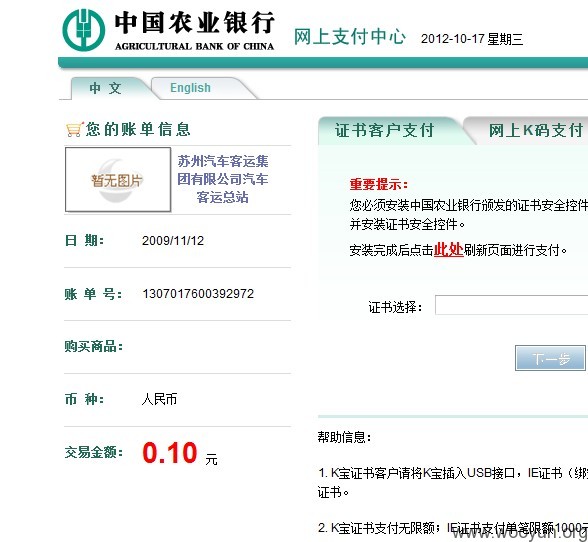 中国农业银行
AGRICULTURAL BANK OF CHINA
网上支付中心 2012-10-17 星期三
中 文 English
您的账单信息
暂无图片
苏州汽车客运集
团有限公司汽车
客运总站
日 期: 2009/11/12
账 单 号: 1307017600392972
购买商品:
币 种: 人民币
交易金额: 0.10 元
证书客户支付 网上K码支付
重要提示:
您必须安装中国农业银行颁发的证书安全控件
并安装证书安全控件。
安装完成后点击此处刷新页面进行支付。
证书选择:
下一步
帮助信息:
1. K宝证书客户请将K宝插入USB接口，IE证书（绑
证书。
2. K宝证书支付无限额；IE证书支付单笔限额1000元
www.wooyun.org